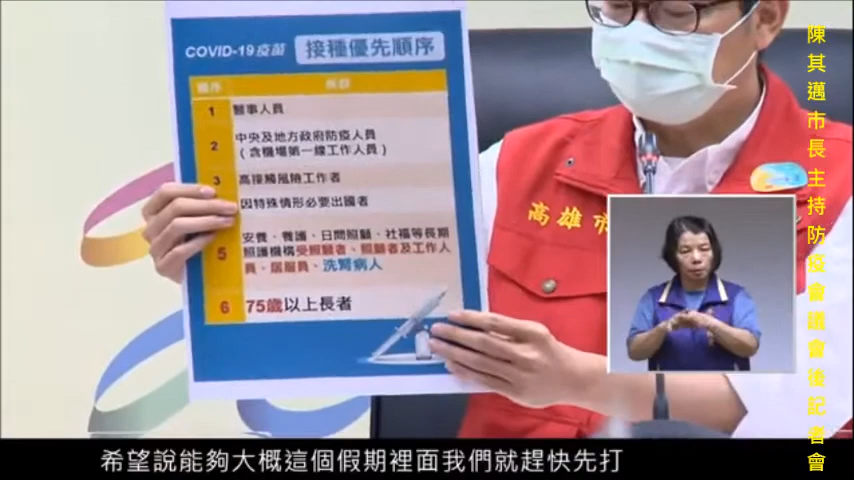 COVID-19疫苗 接種優先順序
順序 族群
1 醫事人員
2 中央及地方政府防疫人員
(含機場第一線工作人員)
3 高接觸風險工作者
因特殊情形必要出國者
5 安養、養護、日間照顧、社福等長期
照護機構受照顧者、照顧者及工作人
員、居服員、洗腎病人
6 75歲以上長者
高雄市
陳其邁市長主持防疫會議會後記者會
希望說能夠大概這個假期裡面我們就趕快先打